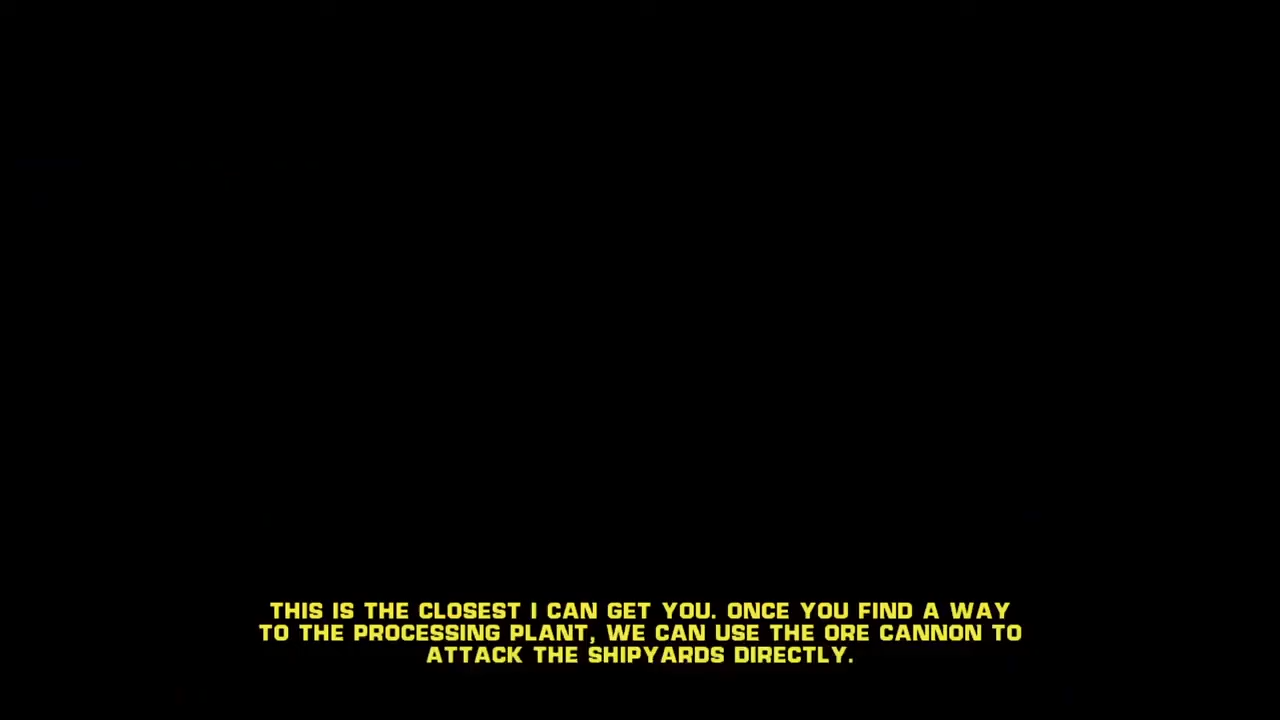 THIS IS THE CLOSEST I CAN GET YOU. ONCE YOU FIND A WAY
TO THE PROCESSING PLANT, WE CAN USE THE ORE CANNON TO
ATTACK THE SHIPYARDS DIRECTLY.